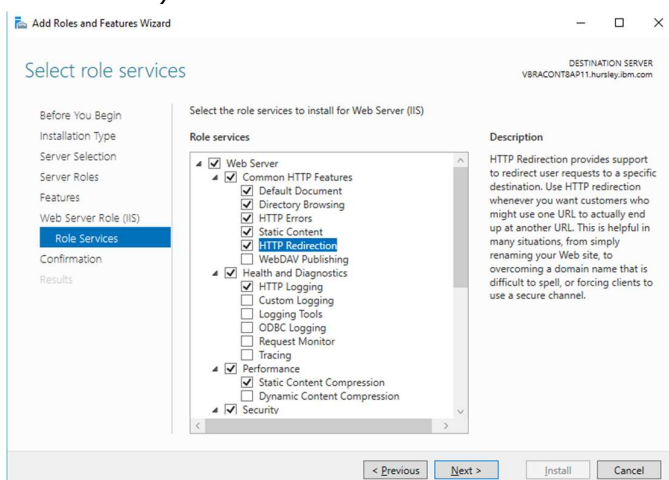 Add Roles and Features Wizard
Select role services
DESTINATION SERVER
VBRACONT8AP11.hursley.ibm.com
Before You Begin
Installation Type
Server Selection
Server Roles
Features
Web Server Role (IIS)
Role Services
Confirmation
Results
Select the role services to install for Web Server (IIS)
Role services
Web Server
Common HTTP Features
Default Document
Directory Browsing
HTTP Errors
Static Content
HTTP Redirection
WebDAV Publishing
Health and Diagnostics
HTTP Logging
Custom Logging
Logging Tools
ODBC Logging
Request Monitor
Tracing
Performance
Static Content Compression
Dynamic Content Compression
Security
Description
HTTP Redirection provides support
to redirect user requests to a specific
destination. Use HTTP redirection
whenever you want customers who
might use one URL to actually end
up at another URL. This is helpful in
many situations, from simply
renaming your Web site, to
overcoming a domain name that is
difficult to spell, or forcing clients to
use a secure channel.
< Previous
Next >
Install
Cancel